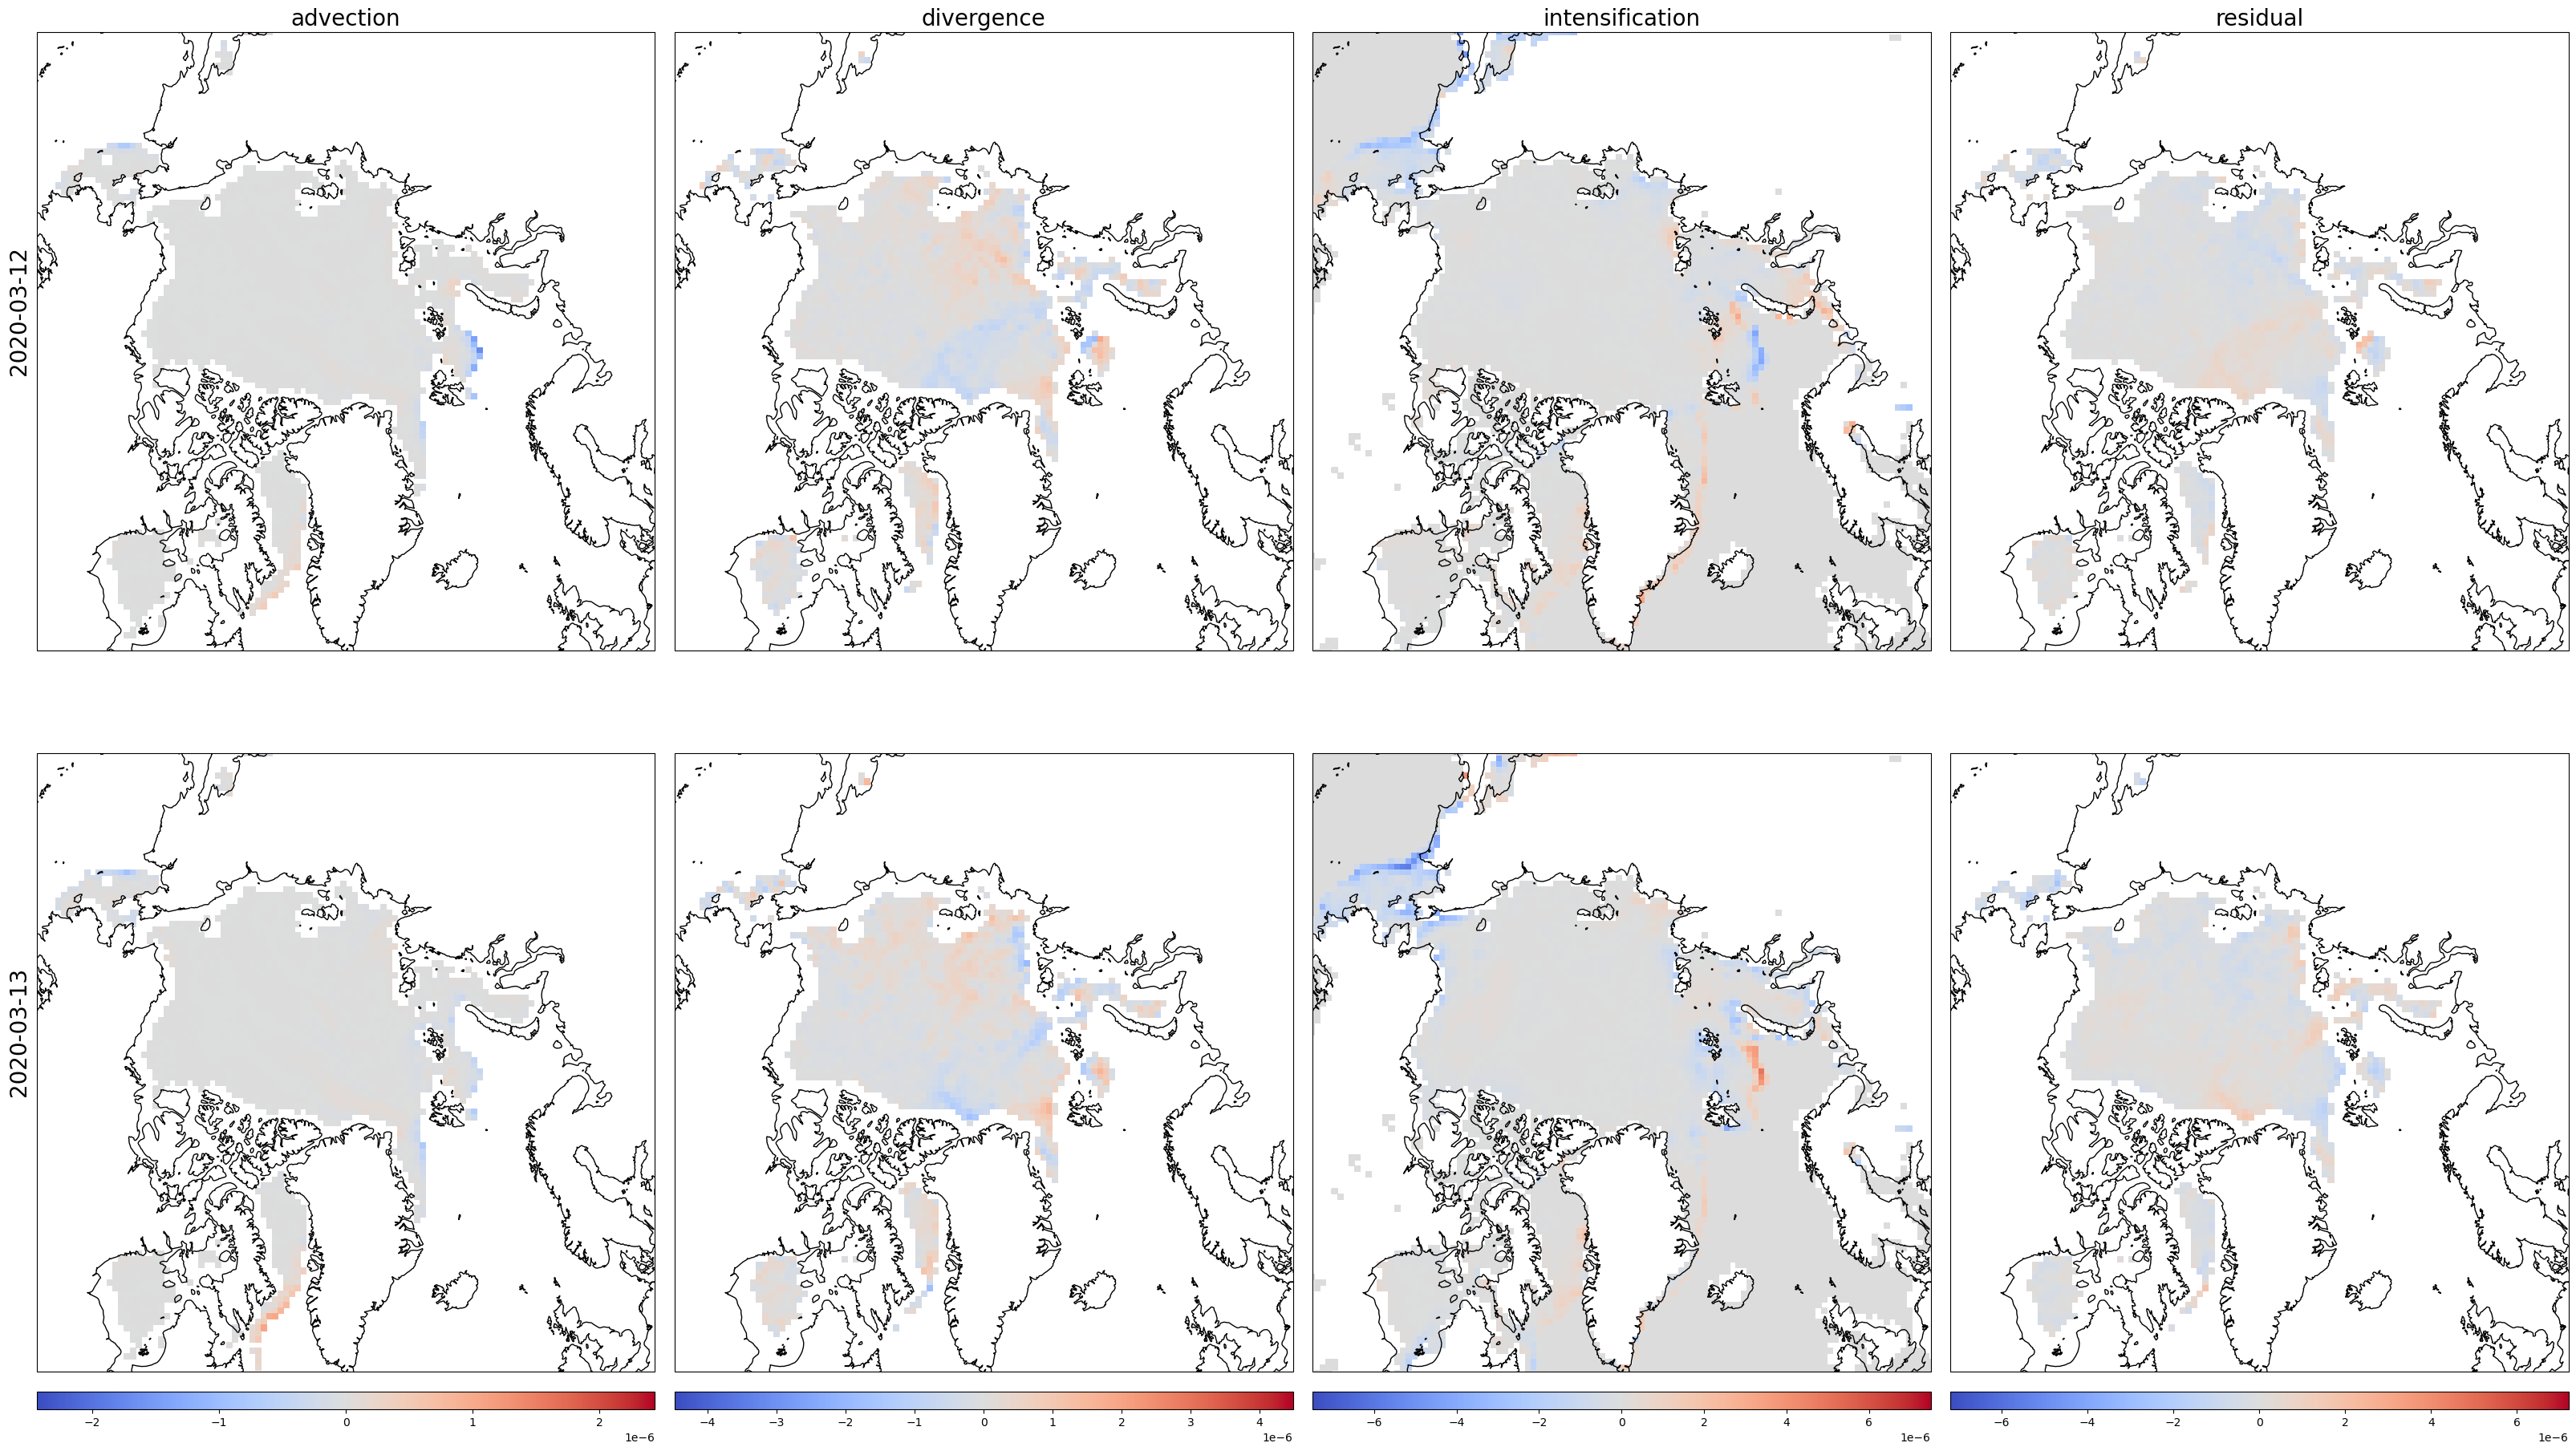 advection divergence intensification residual
2020-03-12
2020-03-13
−2 −1 0 1 2 −4 −3 −2 −1 0 1 2 3 4 −6 −4 −2 0 2 4 6 −6 −4 −2 0 2 4 6
1e−6 1e−6 1e−6 1e−6